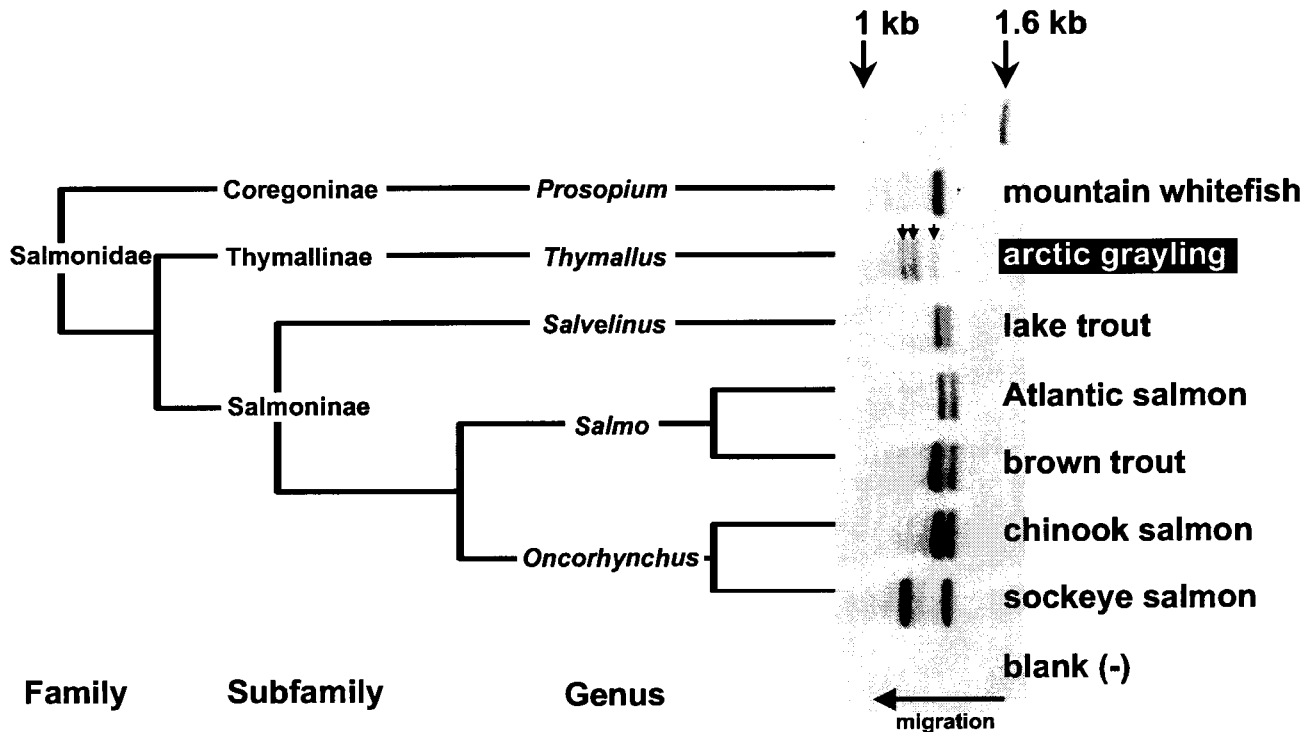 1 kb 1.6 kb
Coregoninae Prosopium mountain whitefish
Salmonidae Thymallinae Thymallus arctic grayling
Salvelinus lake trout
Salmoninae Salmo Atlantic salmon
brown trout
Oncorhynchus chinook salmon
sockeye salmon
blank (-)
Family Subfamily Genus
migration